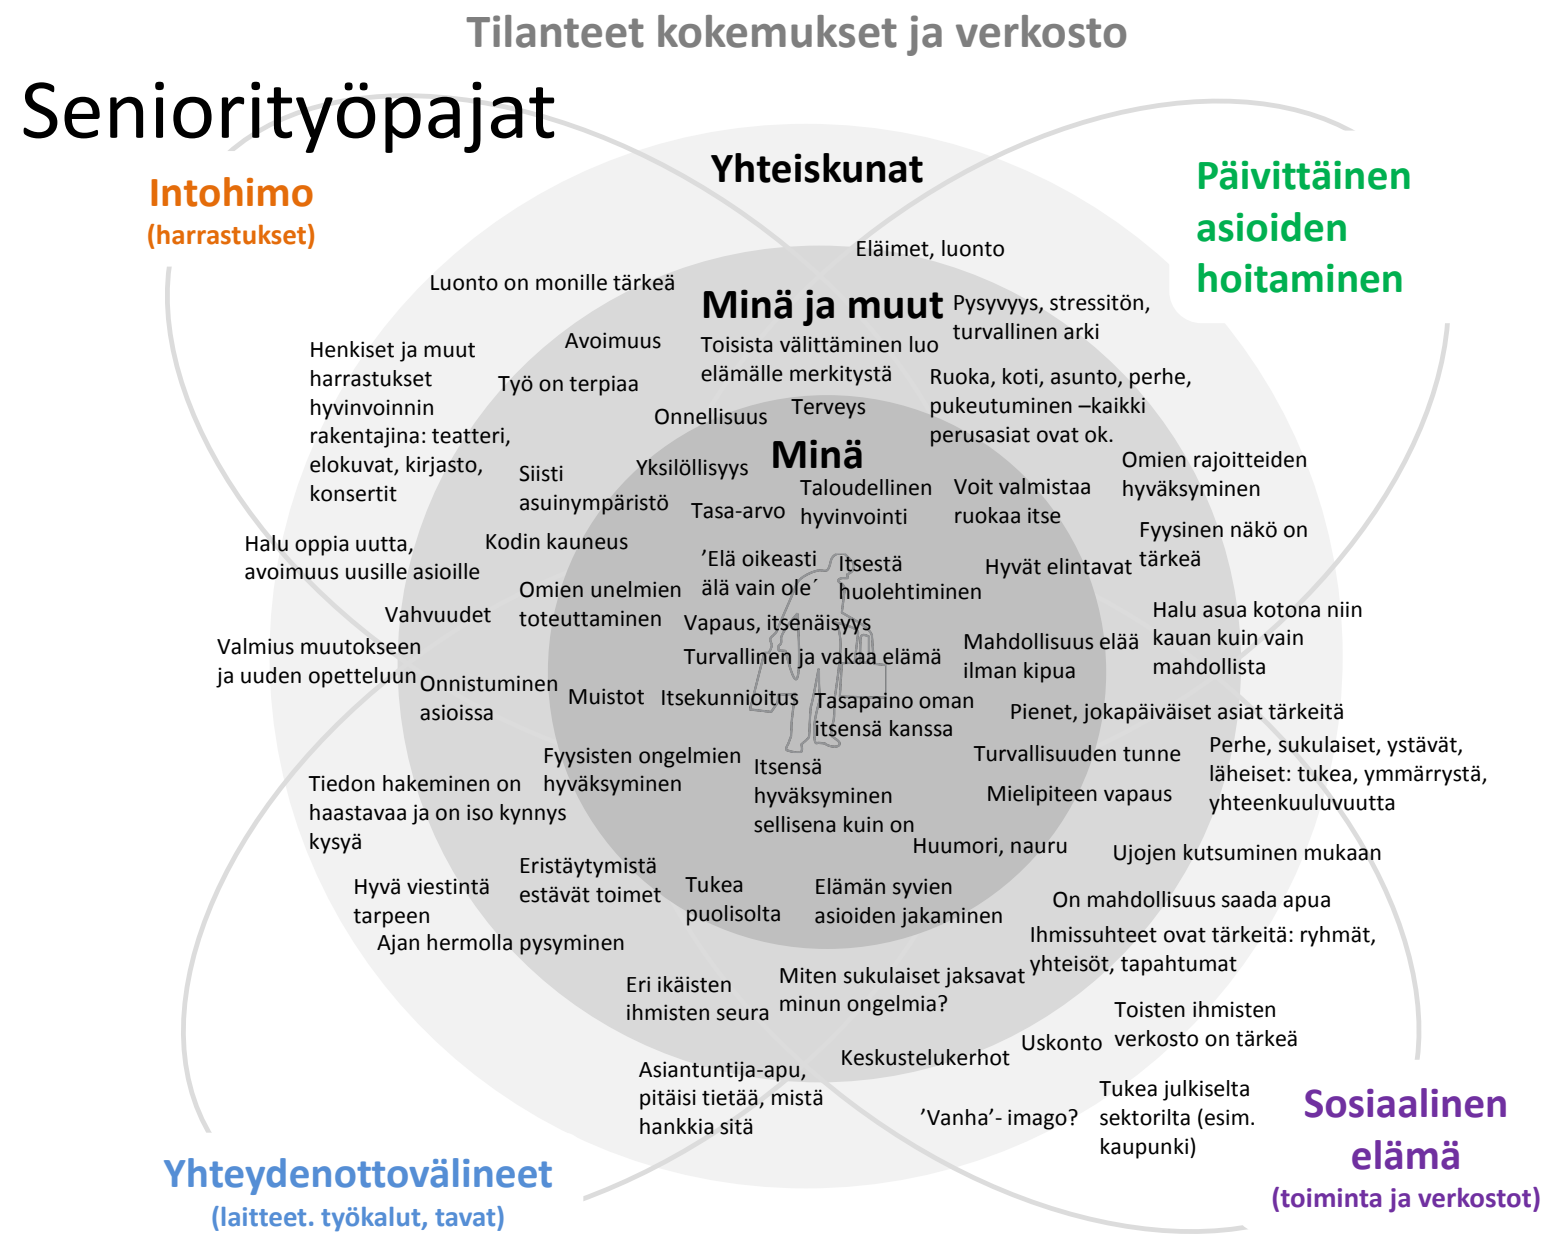 Tilanteet kokemukset ja verkosto
Seniorityöpajat
Yhteiskunat
Intohimo
(harrastukset)
Päivittäinen
asioiden
hoitaminen
Eläimet, luonto
Luonto on monille tärkeä
Minä ja muut
Pysyvyys, stressitön,
turvallinen arki
Avoimuus
Toisista välittäminen luo
elämälle merkitystä
Henkiset ja muut
harrastukset
hyvinvoinnin
rakentajina: teatteri,
elokuvat, kirjasto,
konsertit
Työ on terpiaa
Ruoka, koti, asunto, perhe,
pukeutuminen –kaikki
perusasiat ovat ok.
Onnellisuus
Terveys
Minä
Siisti
asuinympäristö
Yksilöllisyys
Omien rajoitteiden
hyväksyminen
Tasa-arvo
Taloudellinen
hyvinvointi
Voit valmistaa
ruokaa itse
Fyysinen näkö on
tärkeä
Halu oppia uutta,
avoimuus uusille asioille
Kodin kauneus
’Elä oikeasti
älä vain ole´
Itsestä
huolehtiminen
Hyvät elintavat
Omien unelmien
toteuttaminen
Vahvuudet
Vapaus, itsenäisyys
Halu asua kotona niin
kauan kuin vain
mahdollista
Valmius muutokseen
ja uuden opetteluun
Turvallinen ja vakaa elämä
Mahdollisuus elää
ilman kipua
Onnistuminen
asioissa
Muistot
Itsekunnioitus
Tasapaino oman
itsensä kanssa
Pienet, jokapäiväiset asiat tärkeitä
Fyysisten ongelmien
hyväksyminen
Itsensä
hyväksyminen
sellisena kuin on
Turvallisuuden tunne
Perhe, sukulaiset, ystävät,
läheiset: tukea, ymmärrystä,
yhteenkuuluvuutta
Tiedon hakeminen on
haastavaa ja on iso kynnys
kysyä
Mielipiteen vapaus
Huumori, nauru
Ujojen kutsuminen mukaan
Hyvä viestintä
tarpeen
Eristäytymistä
estävät toimet
Tukea
puolisolta
Elämän syvien
asioiden jakaminen
On mahdollisuus saada apua
Ajan hermolla pysyminen
Ihmissuhteet ovat tärkeitä: ryhmät,
yhteisöt, tapahtumat
Eri ikäisten
ihmisten seura
Miten sukulaiset jaksavat
minun ongelmia?
Toisten ihmisten
verkosto on tärkeä
Uskonto
Keskustelukerhot
Asiantuntija-apu,
pitäisi tietää, mistä
hankkia sitä
’Vanha’- imago?
Tukea julkiselta
sektorilta (esim.
kaupunki)
Sosiaalinen
elämä
(toiminta ja verkostot)
Yhteydenottovälineet
(laitteet. työkalut, tavat)